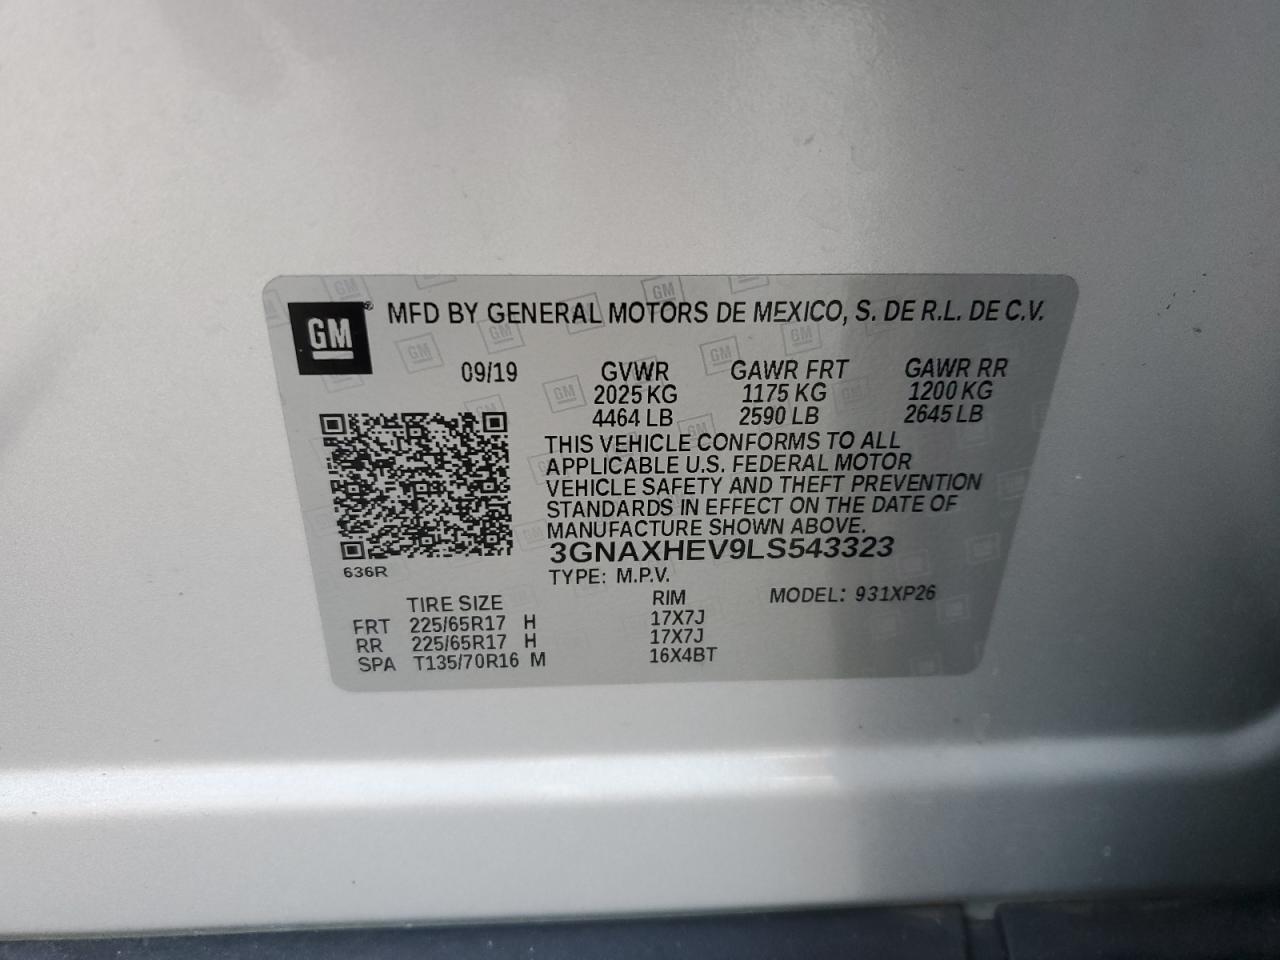 GM® MFD BY GENERAL MOTORS DE MEXICO, S. DE R.L. DE C.V.
09/19 GVWR GAWR FRT GAWR RR
2025 KG 1175 KG 1200 KG
4464 LB 2590 LB 2645 LB
THIS VEHICLE CONFORMS TO ALL
APPLICABLE U.S. FEDERAL MOTOR
VEHICLE SAFETY AND THEFT PREVENTION
STANDARDS IN EFFECT ON THE DATE OF
MANUFACTURE SHOWN ABOVE.
3GNAXHEV9LS543323
636R TYPE: M.P.V.
TIRE SIZE RIM MODEL: 931XP26
FRT 225/65R17 H 17X7J
RR 225/65R17 H 17X7J
SPA T135/70R16 M 16X4BT